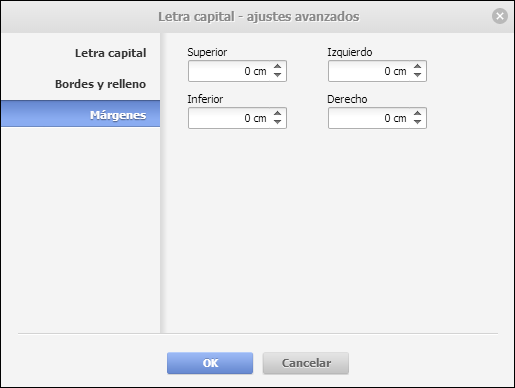 Letra capital - ajustes avanzados
Letra capital
Bordes y relleno
Márgenes
Superior
Izquierdo
0 cm
0 cm
Inferior
Derecho
0 cm
0 cm
OK
Cancelar